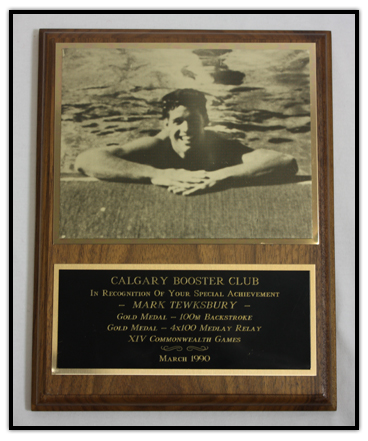 CALGARY BOOSTER CLUB
IN RECOGNITION OF YOUR SPECIAL ACHIEVEMENT
– MARK TEWKSBURY –
GOLD MEDAL – 100M BACKSTROKE
GOLD MEDAL – 4X100 MEDLAY RELAY
XIV COMMONWEALTH GAMES
MARCH 1990